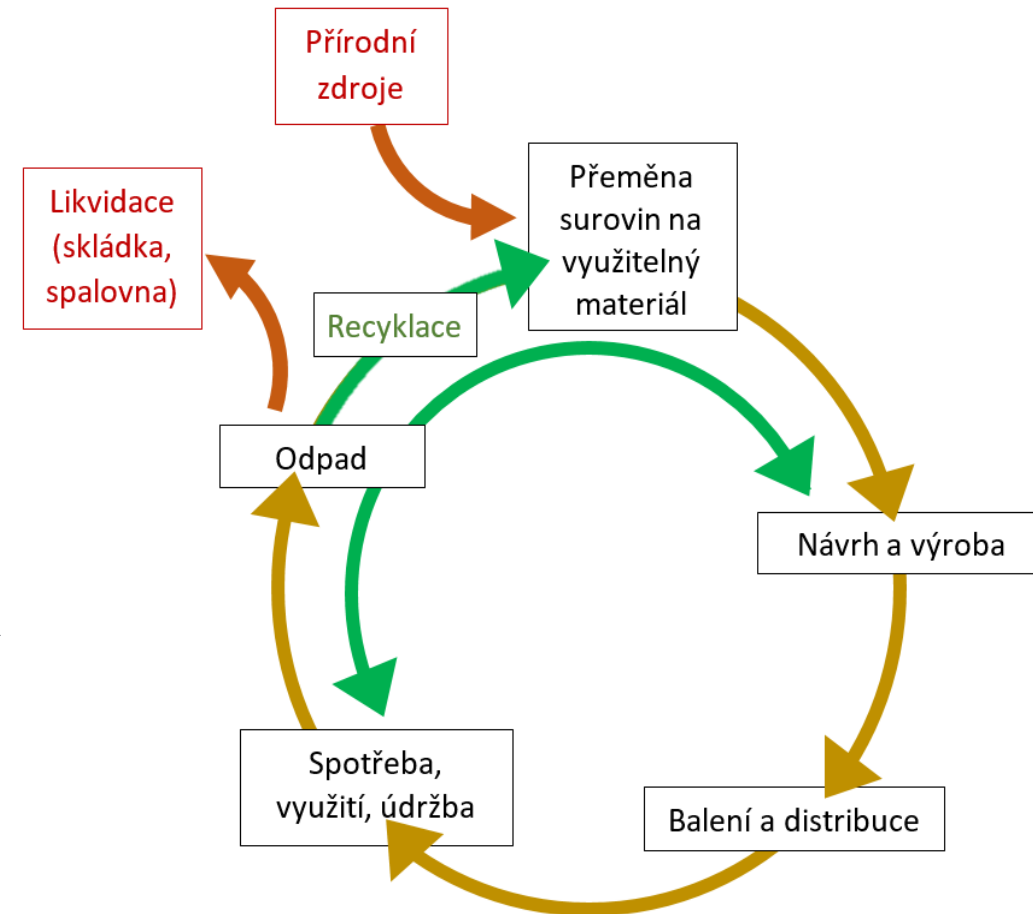 Přírodní
zdroje
Likvidace
(skládka,
spalovna)
Přeměna
surovin na
využitelný
materiál
Recyklace
Odpad
Návrh a výroba
Spotřeba,
využití, údržba
Balení a distribuce